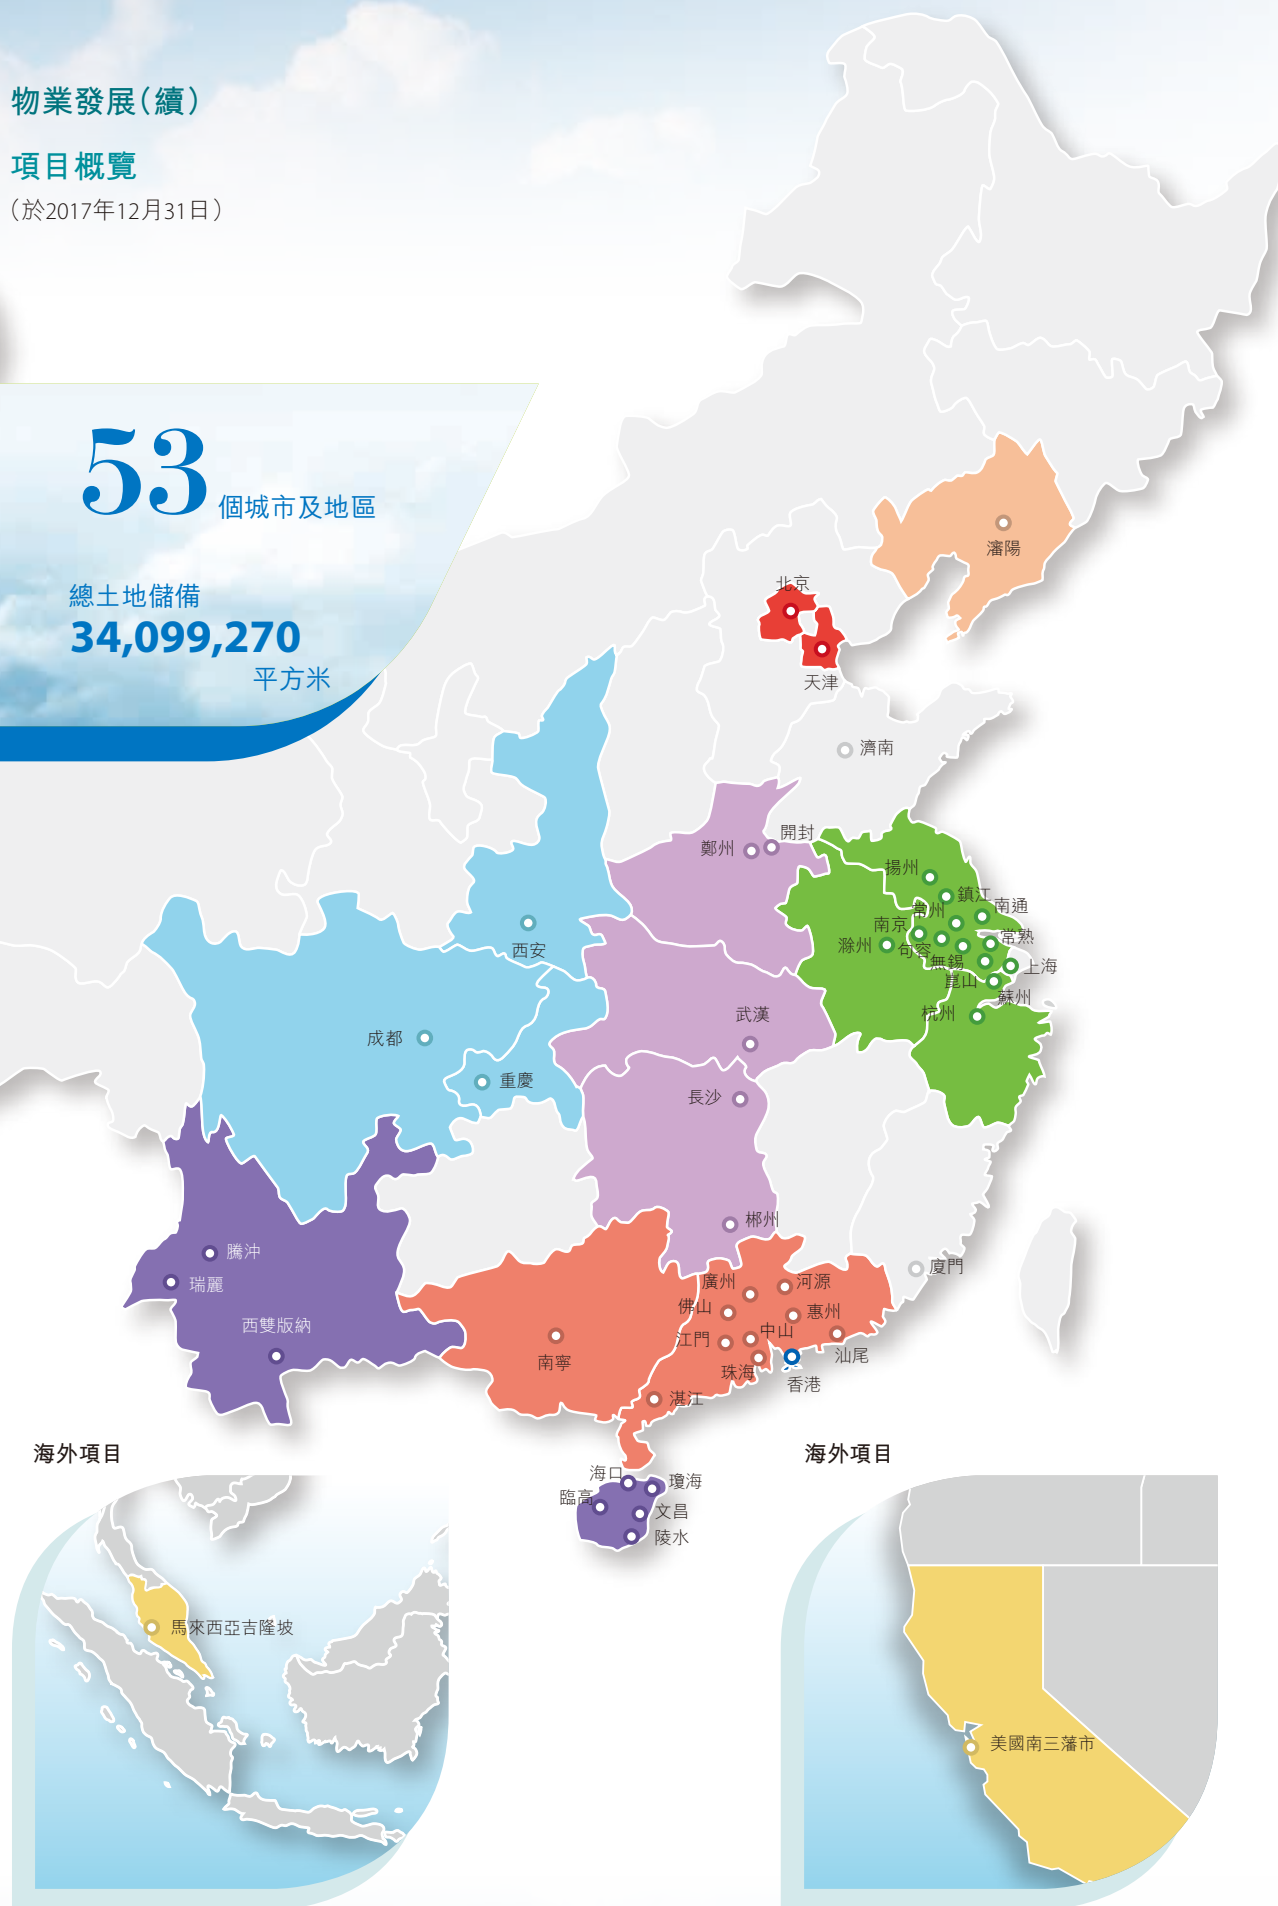 物業發展(續)
項目概覽
(於2017年12月31日)
53
個城市及地區
總土地儲備
34,099,270
平方米
瀋陽
北京
天津
濟南
開封
鄭州
揚州
鎮江
南通
常州
南京
常熟
滁州
句容
無錫
上海
崑山
蘇州
杭州
西安
武漢
成都
重慶
長沙
郴州
騰沖
瑞麗
西雙版納
廈門
廣州
河源
佛山
惠州
中山
江門
汕尾
南寧
珠海
香港
湛江
海口
瓊海
臨高
文昌
陵水
海外項目
馬來西亞吉隆坡
海外項目
美國南三藩市